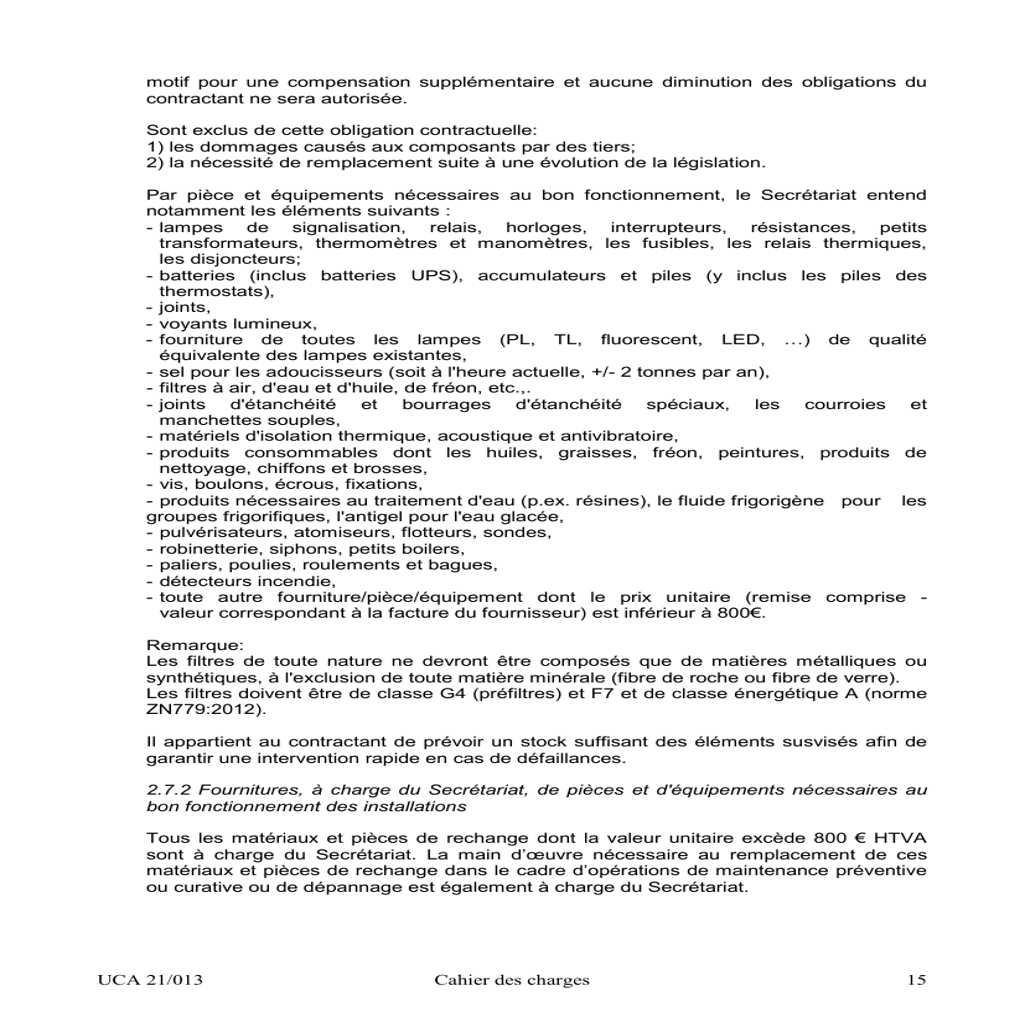 motif pour une compensation supplémentaire et aucune diminution des obligations du
contractant ne sera autorisée.
Sont exclus de cette obligation contractuelle:
1) les dommages causés aux composants par des tiers;
2) la nécessité de remplacement suite à une évolution de la législation.
Par pièce et équipements nécessaires au bon fonctionnement, le Secrétariat entend
notamment les éléments suivants :
- lampes de signalisation, relais, horloges, interrupteurs, résistances, petits
transformateurs, thermomètres et manomètres, les fusibles, les relais thermiques,
les disjoncteurs;
- batteries (inclus batteries UPS), accumulateurs et piles (y inclus les piles des
thermostats),
- joints,
- voyants lumineux,
- fourniture de toutes les lampes (PL, TL, fluorescent, LED, …) de qualité
équivalente des lampes existantes,
- sel pour les adoucisseurs (soit à l'heure actuelle, +/- 2 tonnes par an),
- filtres à air, d'eau et d'huile, de fréon, etc.,.
- joints d'étanchéité et bourrages d'étanchéité spéciaux, les courroies et
manchettes souples,
- matériels d'isolation thermique, acoustique et antivibratoire,
- produits consommables dont les huiles, graisses, fréon, peintures, produits de
nettoyage, chiffons et brosses,
- vis, boulons, écrous, fixations,
- produits nécessaires au traitement d'eau (p.ex. résines), le fluide frigorigène pour les
groupes frigorifiques, l'antigel pour l'eau glacée,
- pulvérisateurs, atomiseurs, flotteurs, sondes,
- robinetterie, siphons, petits boilers,
- paliers, poulies, roulements et bagues,
- détecteurs incendie,
- toute autre fourniture/pièce/équipement dont le prix unitaire (remise comprise -
valeur correspondant à la facture du fournisseur) est inférieur à 800€.
Remarque:
Les filtres de toute nature ne devront être composés que de matières métalliques ou
synthétiques, à l'exclusion de toute matière minérale (fibre de roche ou fibre de verre).
Les filtres doivent être de classe G4 (préfiltres) et F7 et de classe énergétique A (norme
ZN779:2012).
Il appartient au contractant de prévoir un stock suffisant des éléments susvisés afin de
garantir une intervention rapide en cas de défaillances.
2.7.2 Fournitures, à charge du Secrétariat, de pièces et d'équipements nécessaires au
bon fonctionnement des installations
Tous les matériaux et pièces de rechange dont la valeur unitaire excède 800 € HTVA
sont à charge du Secrétariat. La main d’œuvre nécessaire au remplacement de ces
matériaux et pièces de rechange dans le cadre d’opérations de maintenance préventive
ou curative ou de dépannage est également à charge du Secrétariat.
UCA 21/013 Cahier des charges 15